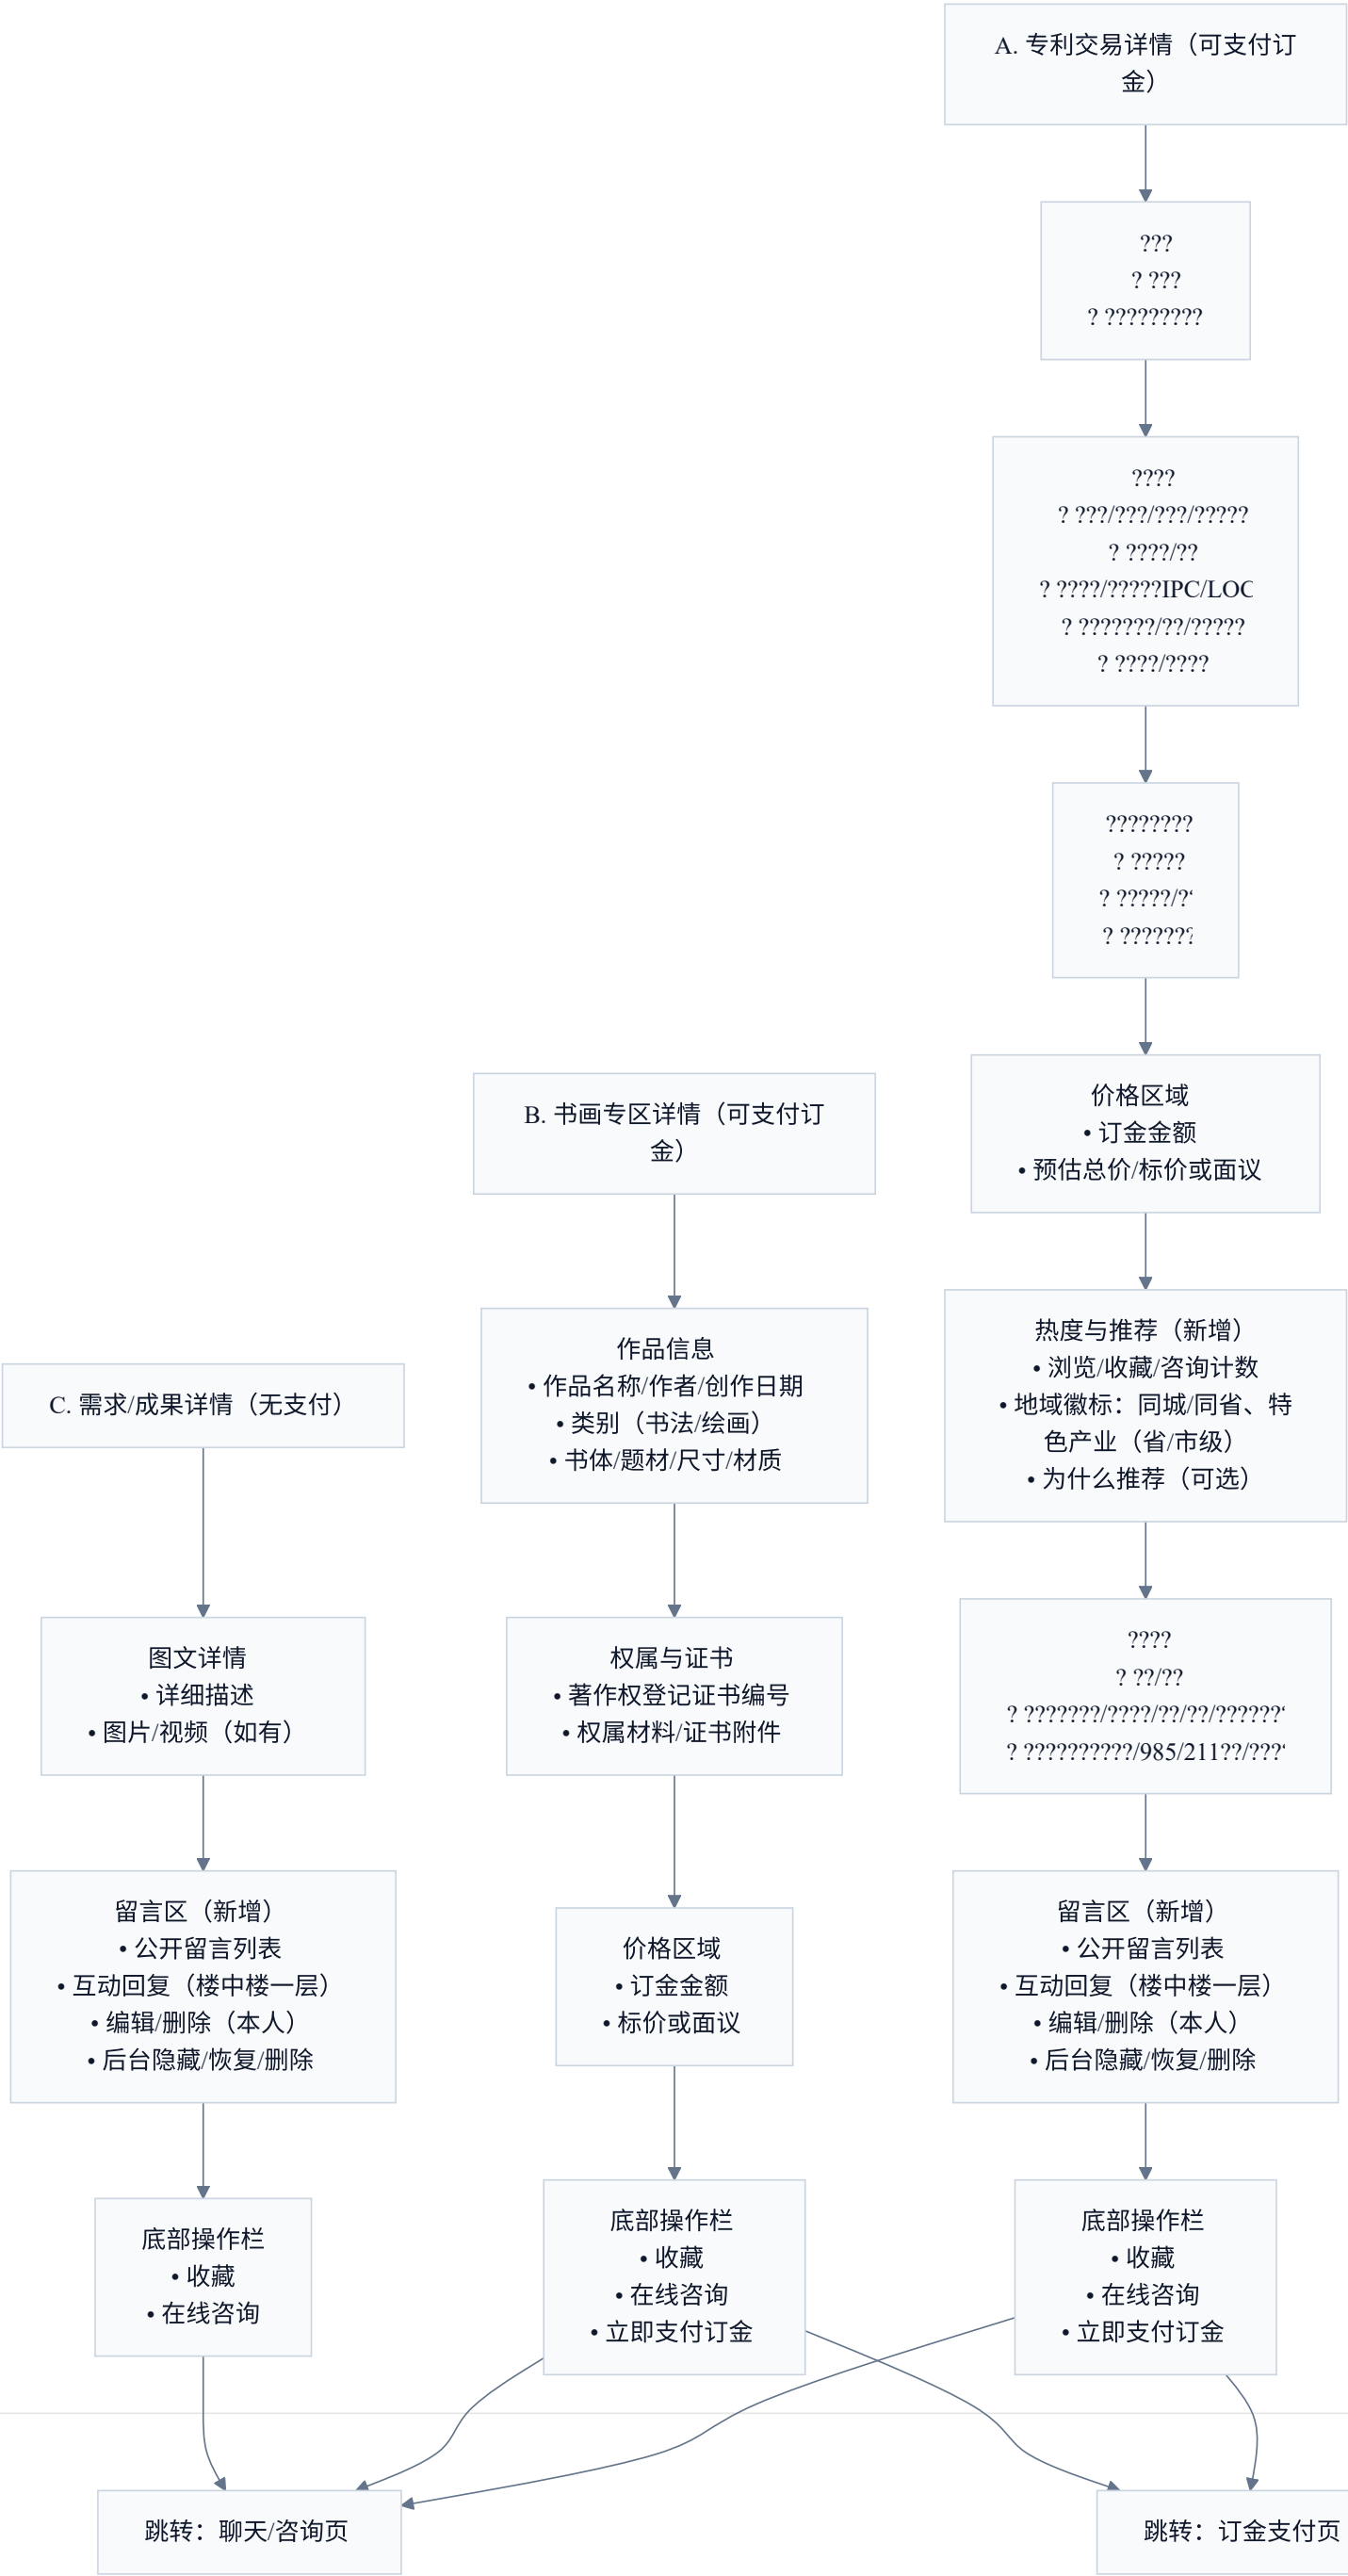 A. 专利交易详情（可支付订
金）
???
? ???
? ?????????
????
? ???/???/???/?????
? ????/??
? ????/?????IPC/LOC
? ???????/??/?????
? ????/????
????????
? ?????
? ?????/??
? ???????
价格区域
• 订金金额
• 预估总价/标价或面议
热度与推荐（新增）
• 浏览/收藏/咨询计数
• 地域徽标：同城/同省、特
色产业（省/市级）
• 为什么推荐（可选）
????
? ??/??
? ???????/????/??/??/???????
? ??????????/985/211??/????
留言区（新增）
• 公开留言列表
• 互动回复（楼中楼一层）
• 编辑/删除（本人）
• 后台隐藏/恢复/删除
底部操作栏
• 收藏
• 在线咨询
• 立即支付订金
B. 书画专区详情（可支付订
金）
作品信息
• 作品名称/作者/创作日期
• 类别（书法/绘画）
• 书体/题材/尺寸/材质
权属与证书
• 著作权登记证书编号
• 权属材料/证书附件
价格区域
• 订金金额
• 标价或面议
底部操作栏
• 收藏
• 在线咨询
• 立即支付订金
C. 需求/成果详情（无支付）
图文详情
• 详细描述
• 图片/视频（如有）
留言区（新增）
• 公开留言列表
• 互动回复（楼中楼一层）
• 编辑/删除（本人）
• 后台隐藏/恢复/删除
底部操作栏
• 收藏
• 在线咨询
跳转：聊天/咨询页
跳转：订金支付页